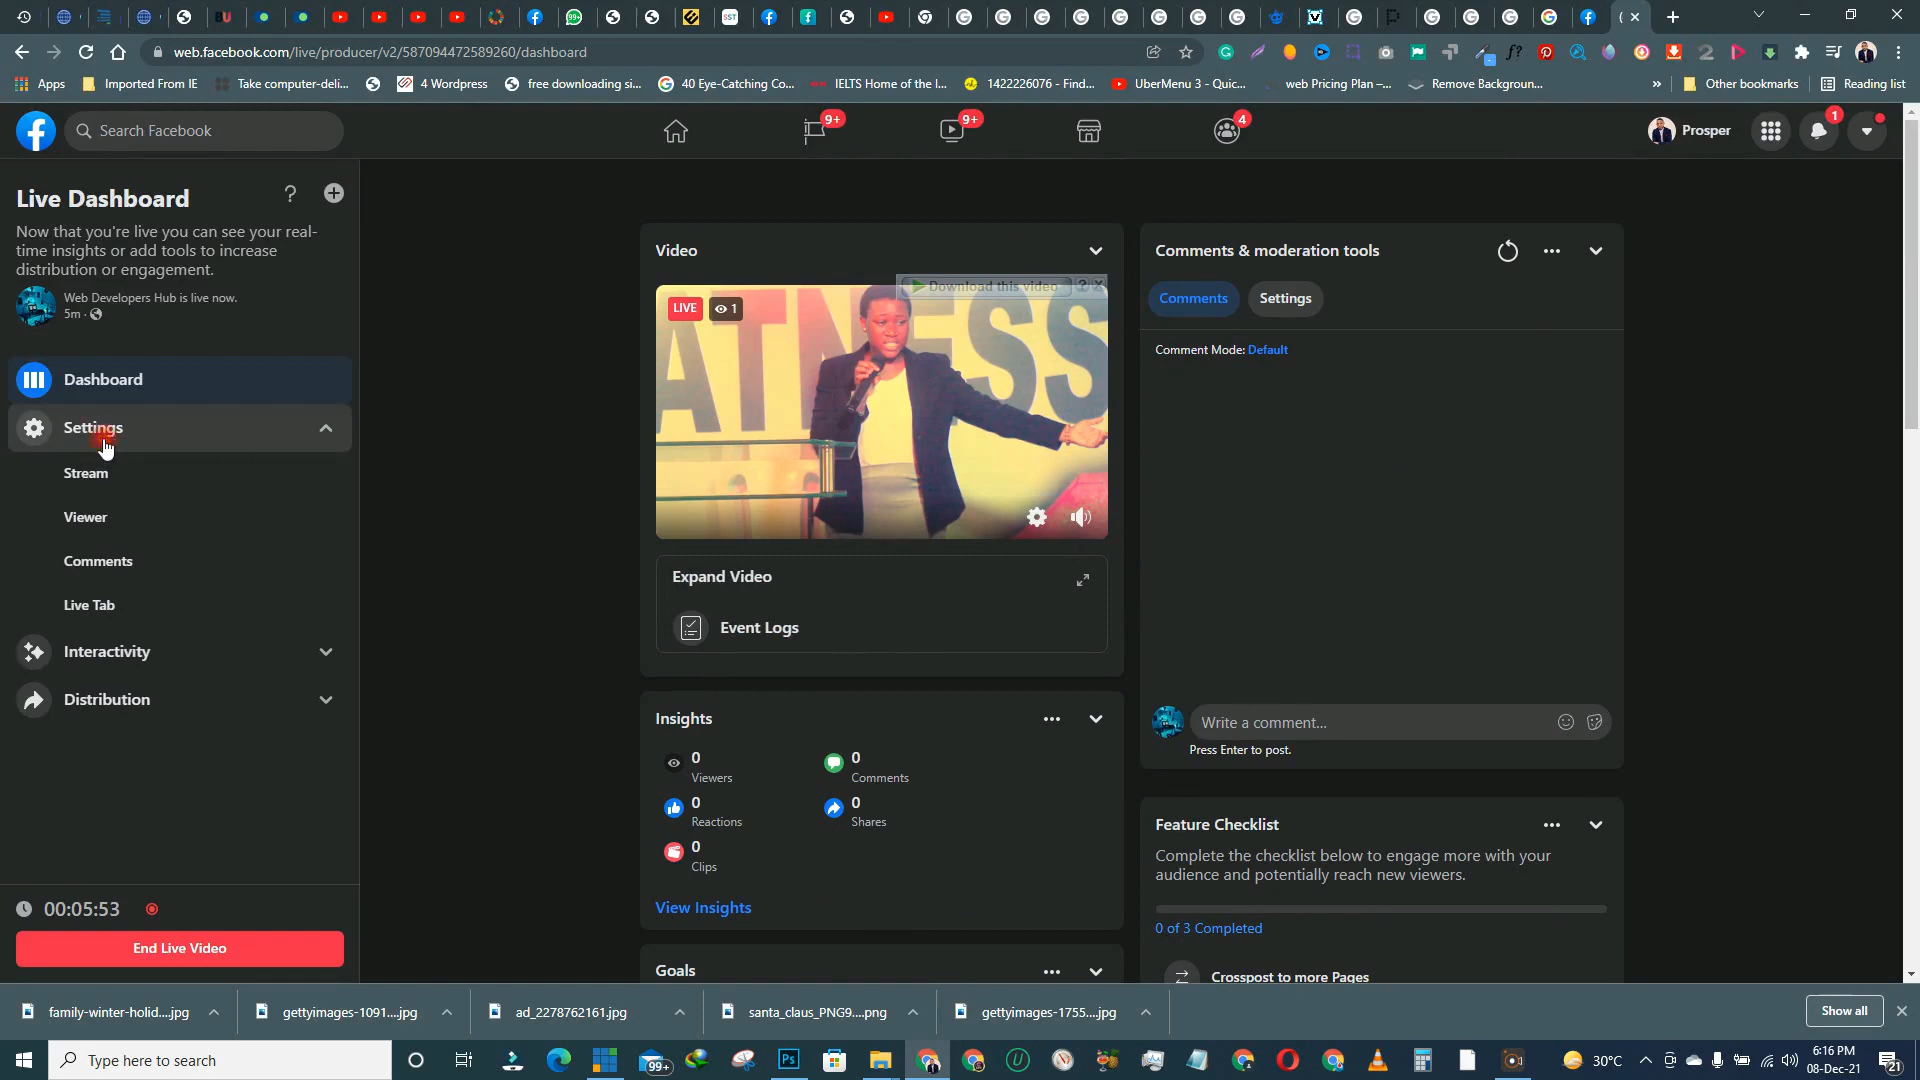 BU
99+
SST
(
web.facebook.com/live/producer/v2/587094472589260/dashboard
f?
Apps
Imported From IE
Take computer-deli...
4 Wordpress
free downloading si...
40 Eye-Catching Co...
IELTS Home of the I...
1422226076 - Find...
UberMenu 3 - Quic...
web Pricing Plan –...
Remove Backgroun...
»
Other bookmarks
Reading list
Search Facebook
9+
9+
4
Prosper
1
Live Dashboard
?
Now that you're live you can see your real-
time insights or add tools to increase
distribution or engagement.
Web Developers Hub is live now.
5m ·
Dashboard
Settings
Stream
Viewer
Comments
Live Tab
Interactivity
Distribution
00:05:53
End Live Video
Video
Download this video
?
LIVE
1
ATNESS
Expand Video
Event Logs
Insights
0
Viewers
0
Comments
0
Reactions
0
Shares
0
Clips
View Insights
Goals
Comments & moderation tools
Comments
Settings
Comment Mode: Default
Write a comment...
Press Enter to post.
Feature Checklist
Complete the checklist below to engage more with your
audience and potentially reach new viewers.
0 of 3 Completed
Crosspost to more Pages
family-winter-holid....jpg
gettyimages-1091....jpg
ad_2278762161.jpg
santa_claus_PNG9....png
gettyimages-1755....jpg
Show all
Type here to search
99+
Ps
30°C
6:16 PM
08-Dec-21
21